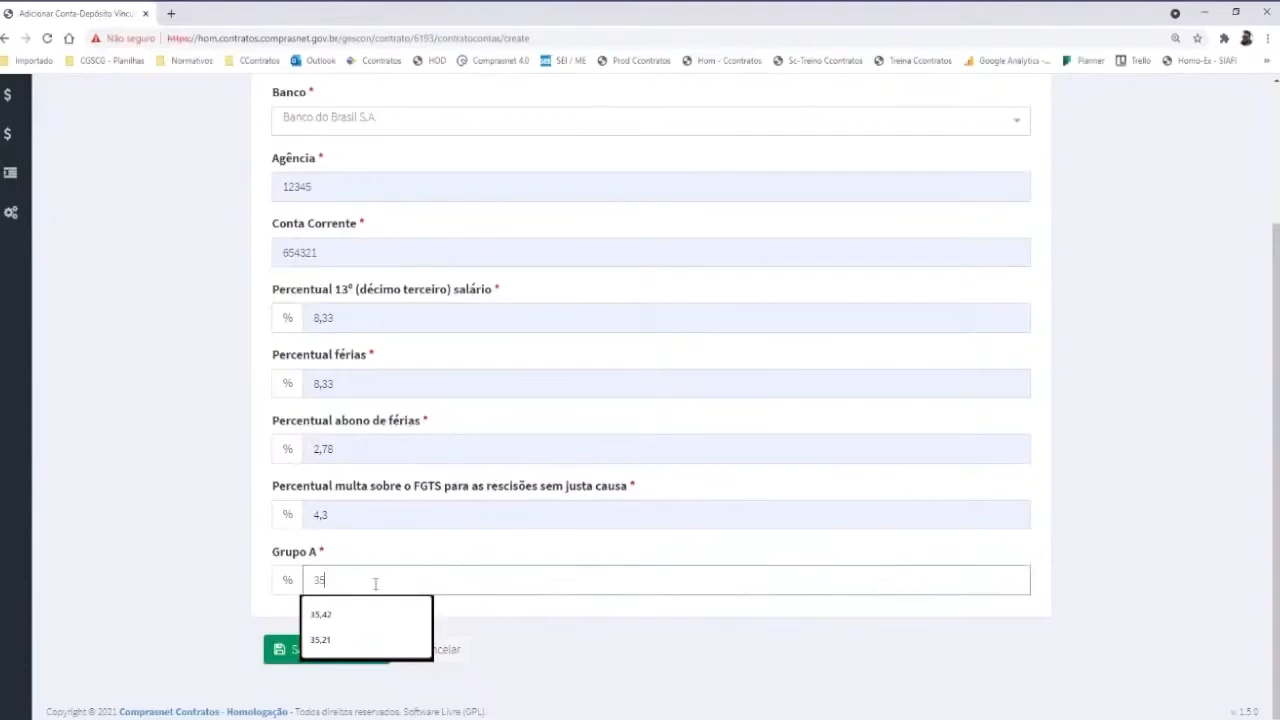 Adicionar Conta-Depósito Víncu
Não seguro
https://hom.contratos.comprasnet.gov.br/gescon/contrato/6193/contratocontas/create
Importado
CGSCG - Planilhas
Normativos
CContratos
Outlook
Ccontratos
HOD
Comprasnet 4.0
sei SEI / ME
Prod Ccontratos
Hom - Ccontratos
Sc-Treino Ccontratos
Treina Ccontratos
Google Analytics -...
Planner
Trello
Homo-Ex - SIAFI
»
Banco *
Banco do Brasil S.A.
Agência *
12345
Conta Corrente *
654321
Percentual 13º (décimo terceiro) salário *
% 8,33
Percentual férias *
% 8,33
Percentual abono de férias *
% 2,78
Percentual multa sobre o FGTS para as rescisões sem justa causa *
% 4,3
Grupo A *
% 35
35,42
35,21
S
ncelar
Copyright © 2021 Comprasnet Contratos - Homologação - Todos direitos reservados. Software Livre (GPL).
v. 1.5.0